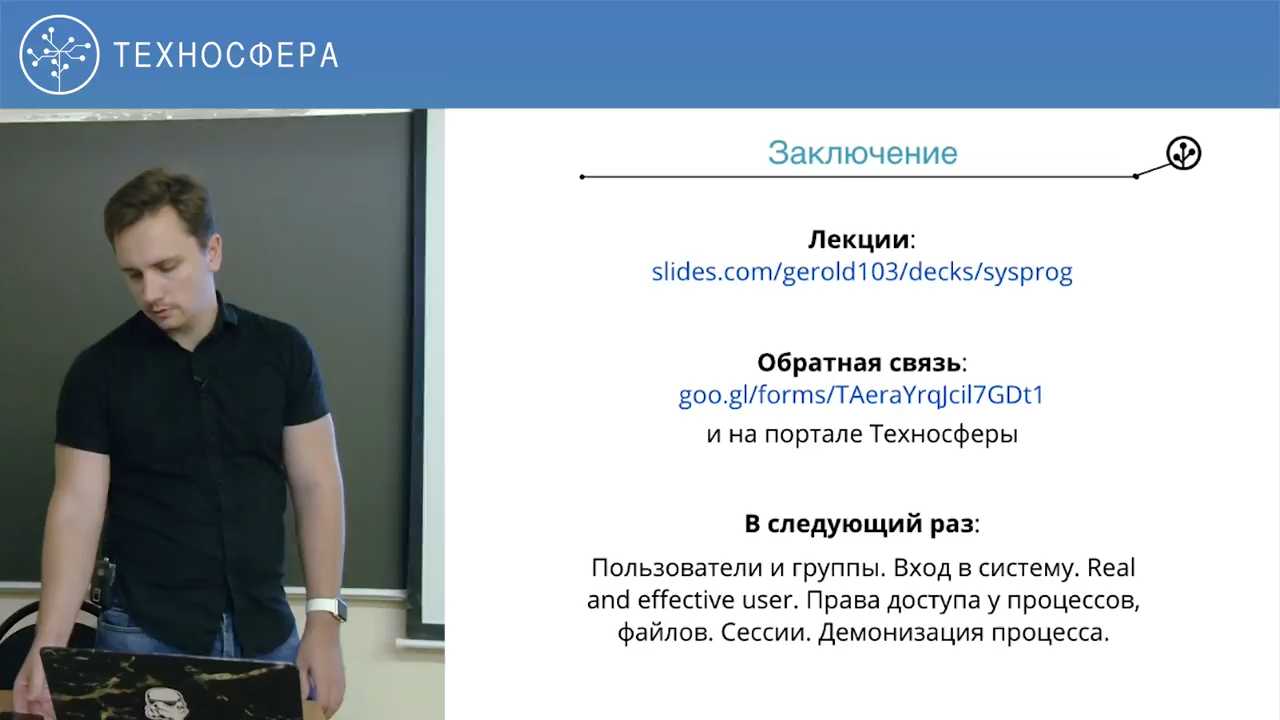 ТЕХНОСФЕРА
Заключение
Лекции:
slides.com/gerold103/decks/sysprog
Обратная связь:
goo.gl/forms/TAeraYrqJcil7GDt1
и на портале Техносферы
В следующий раз:
Пользователи и группы. Вход в систему. Real
and effective user. Права доступа у процессов,
файлов. Сессии. Демонизация процесса.